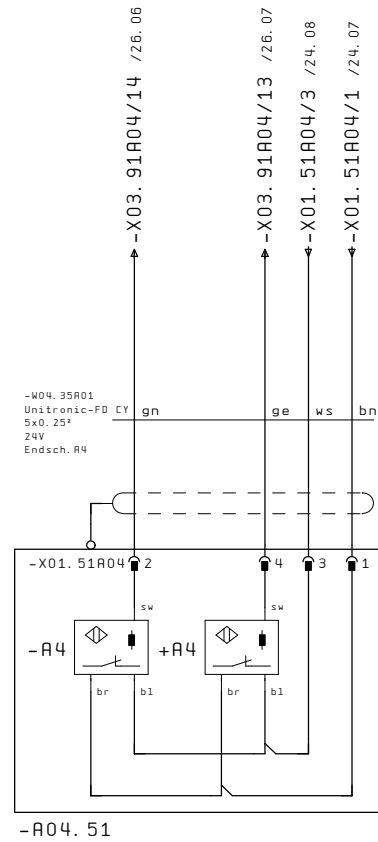 -X03.91A04/14 /26.06
-X03.91A04/13 /26.07
-X01.51A04/3 /24.08
-X01.51A04/1 /24.07
-W04.35A01
Unitronic-FD CY
5x0.25²
24V
Endsch.A4
gn
ge
ws
bn
-X01.51A04
2
4
3
1
sw
sw
-A4
+A4
br
bl
br
bl
-A04.51